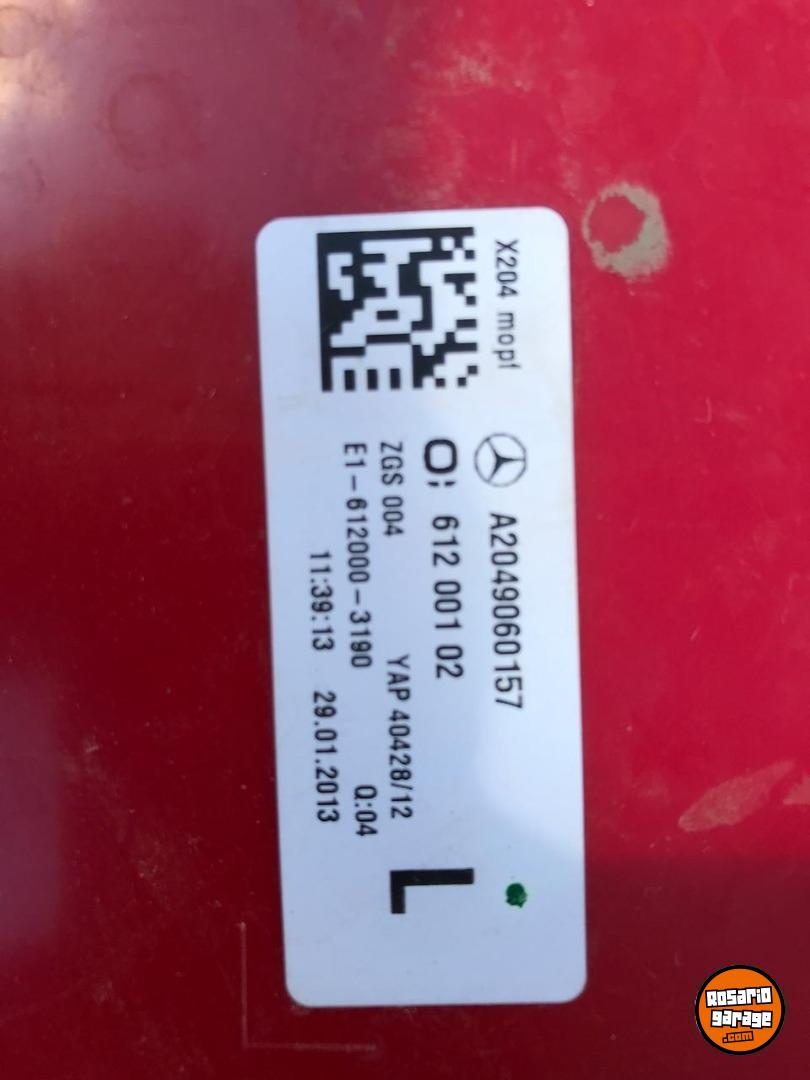 X204 mopf
A2049060157
O; 612 001 02
ZGS 004 YAP 40428/12
E1-612000-3190 Q:04
11:39:13 29.01.2013
L
Rosario
garage
.com